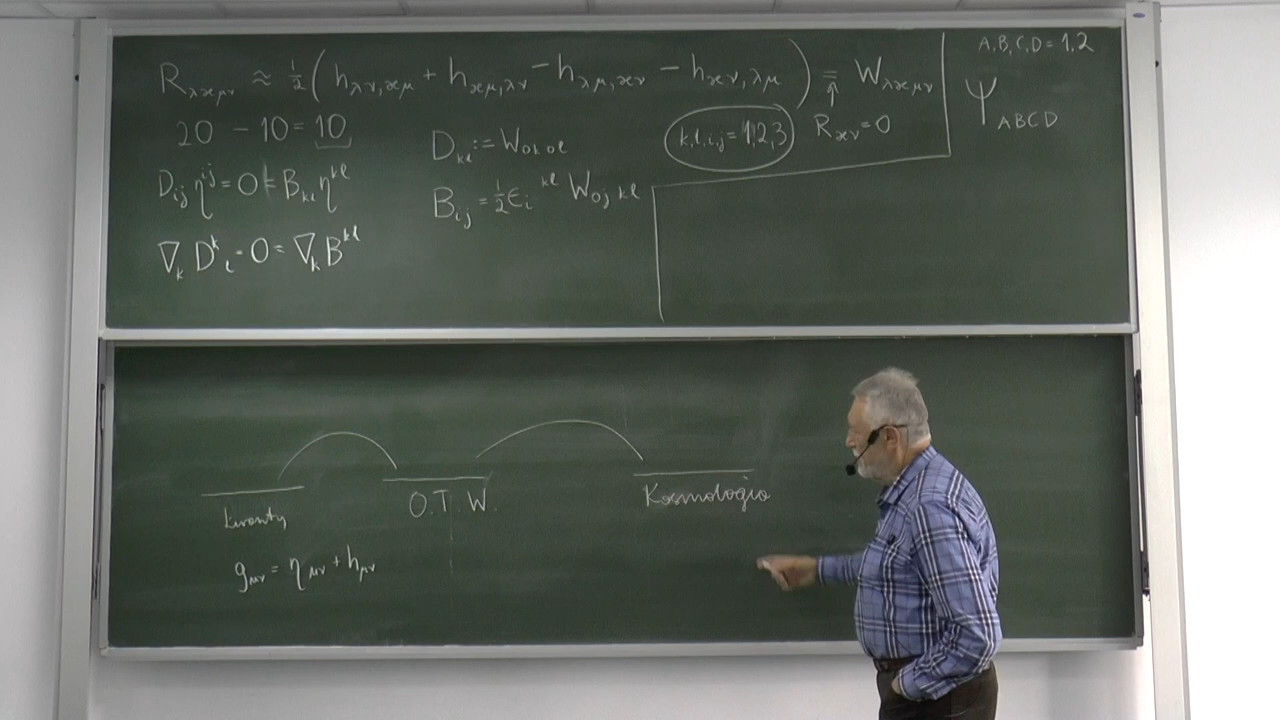 R_{λϰμν} ≈ ½ (h_{λν,ϰμ} + h_{ϰμ,λν} - h_{λμ,ϰν} - h_{ϰν,λμ}) = W_{λϰμν}
↑
R_{ϰν} = 0
20 - 10 = 10
D_{kl} := W_{0k0l}
k,l,i,j = 1,2,3
D_{ij} η^{ij} = 0 = B_{kl} η^{kl}
B_{ij} = ½ ε_i^{kl} W_{0jkl}
∇_k D^k_l = 0 = ∇_k B^{kl}
A,B,C,D = 1,2
Ψ_{ABCD}
Kwanty
O.T.W.
Kosmologia
g_{μν} = η_{μν} + h_{μν}